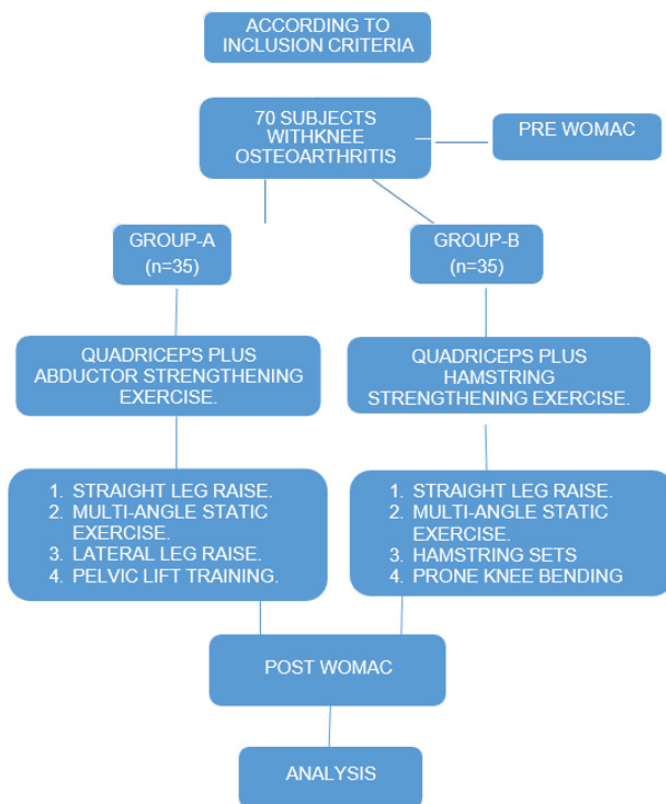 ACCORDING TO
INCLUSION CRITERIA
70 SUBJECTS
WITHKNEE
OSTEOARTHRITIS
PRE WOMAC
GROUP-A
(n=35)
GROUP-B
(n=35)
QUADRICEPS PLUS
ABDUCTOR STRENGTHENING
EXERCISE.
QUADRICEPS PLUS
HAMSTRING
STRENGTHENING EXERCISE.
1. STRAIGHT LEG RAISE.
2. MULTI-ANGLE STATIC
EXERCISE.
3. LATERAL LEG RAISE.
4. PELVIC LIFT TRAINING.
1. STRAIGHT LEG RAISE.
2. MULTI-ANGLE STATIC
EXERCISE.
3. HAMSTRING SETS
4. PRONE KNEE BENDING
POST WOMAC
ANALYSIS